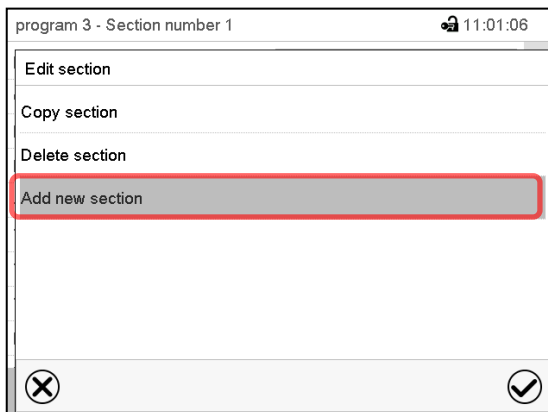 program 3 - Section number 1 11:01:06
Edit section
Copy section
Delete section
Add new section